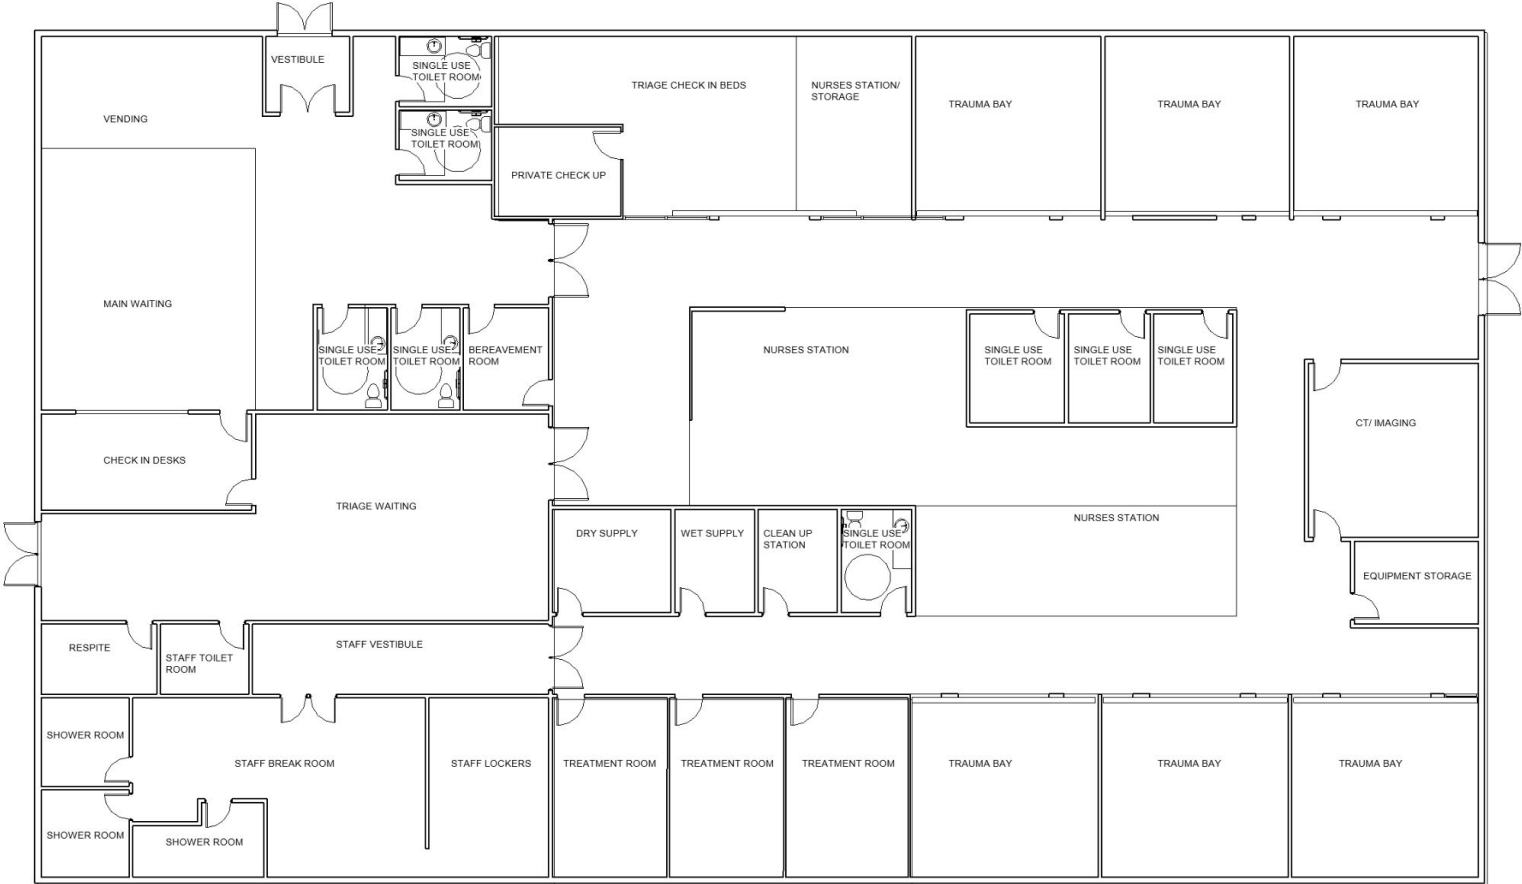 VESTIBULE
SINGLE USE
TOILET ROOM
TRIAGE CHECK IN BEDS
NURSES STATION/
STORAGE
TRAUMA BAY
TRAUMA BAY
TRAUMA BAY
VENDING
SINGLE USE
TOILET ROOM
PRIVATE CHECK UP
MAIN WAITING
SINGLE USE
TOILET ROOM
SINGLE USE
TOILET ROOM
BEREAVEMENT
ROOM
NURSES STATION
SINGLE USE
TOILET ROOM
SINGLE USE
TOILET ROOM
SINGLE USE
TOILET ROOM
CT/ IMAGING
CHECK IN DESKS
TRIAGE WAITING
NURSES STATION
DRY SUPPLY
WET SUPPLY
CLEAN UP
STATION
SINGLE USE
TOILET ROOM
EQUIPMENT STORAGE
RESPITE
STAFF TOILET
ROOM
STAFF VESTIBULE
SHOWER ROOM
STAFF BREAK ROOM
STAFF LOCKERS
TREATMENT ROOM
TREATMENT ROOM
TREATMENT ROOM
TRAUMA BAY
TRAUMA BAY
TRAUMA BAY
SHOWER ROOM
SHOWER ROOM